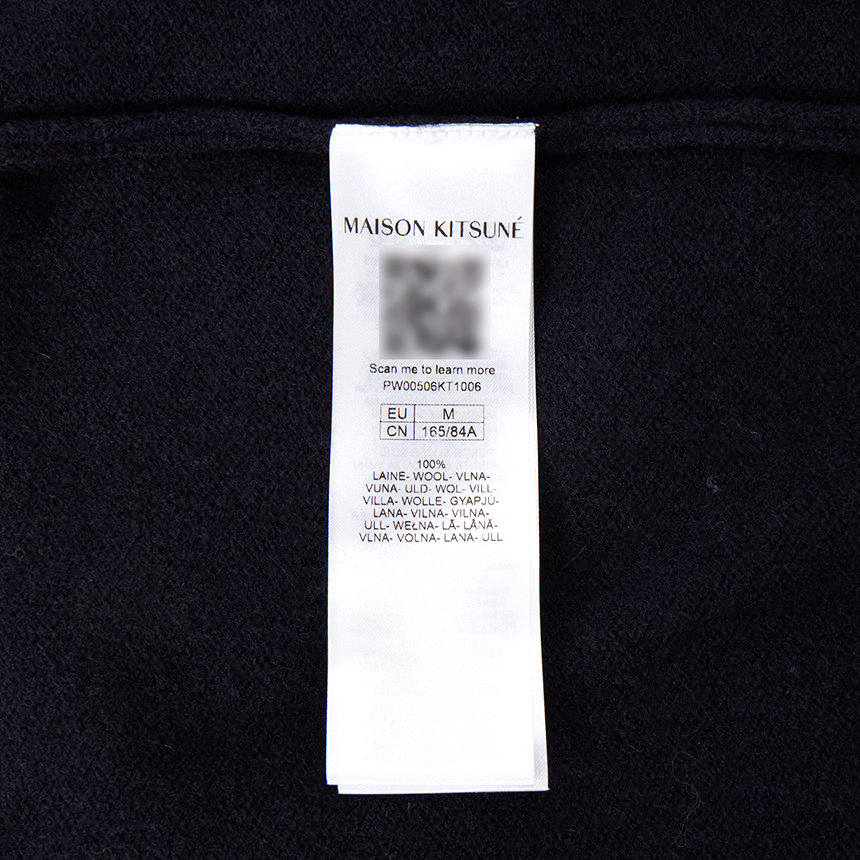 MAISON KITSUNÉ
Scan me to learn more
PW00506KT1006
EU M
CN 165/84A
100%
LAINE- WOOL- VLNA-
VUNA- ULD- WOL- VILL-
VILLA- WOLLE- GYAPJÚ-
LANA- VILNA- VILNA-
ULL- WEŁNA- LÃ- LÂNĂ-
VLNA- VOLNA- LANA- ULL